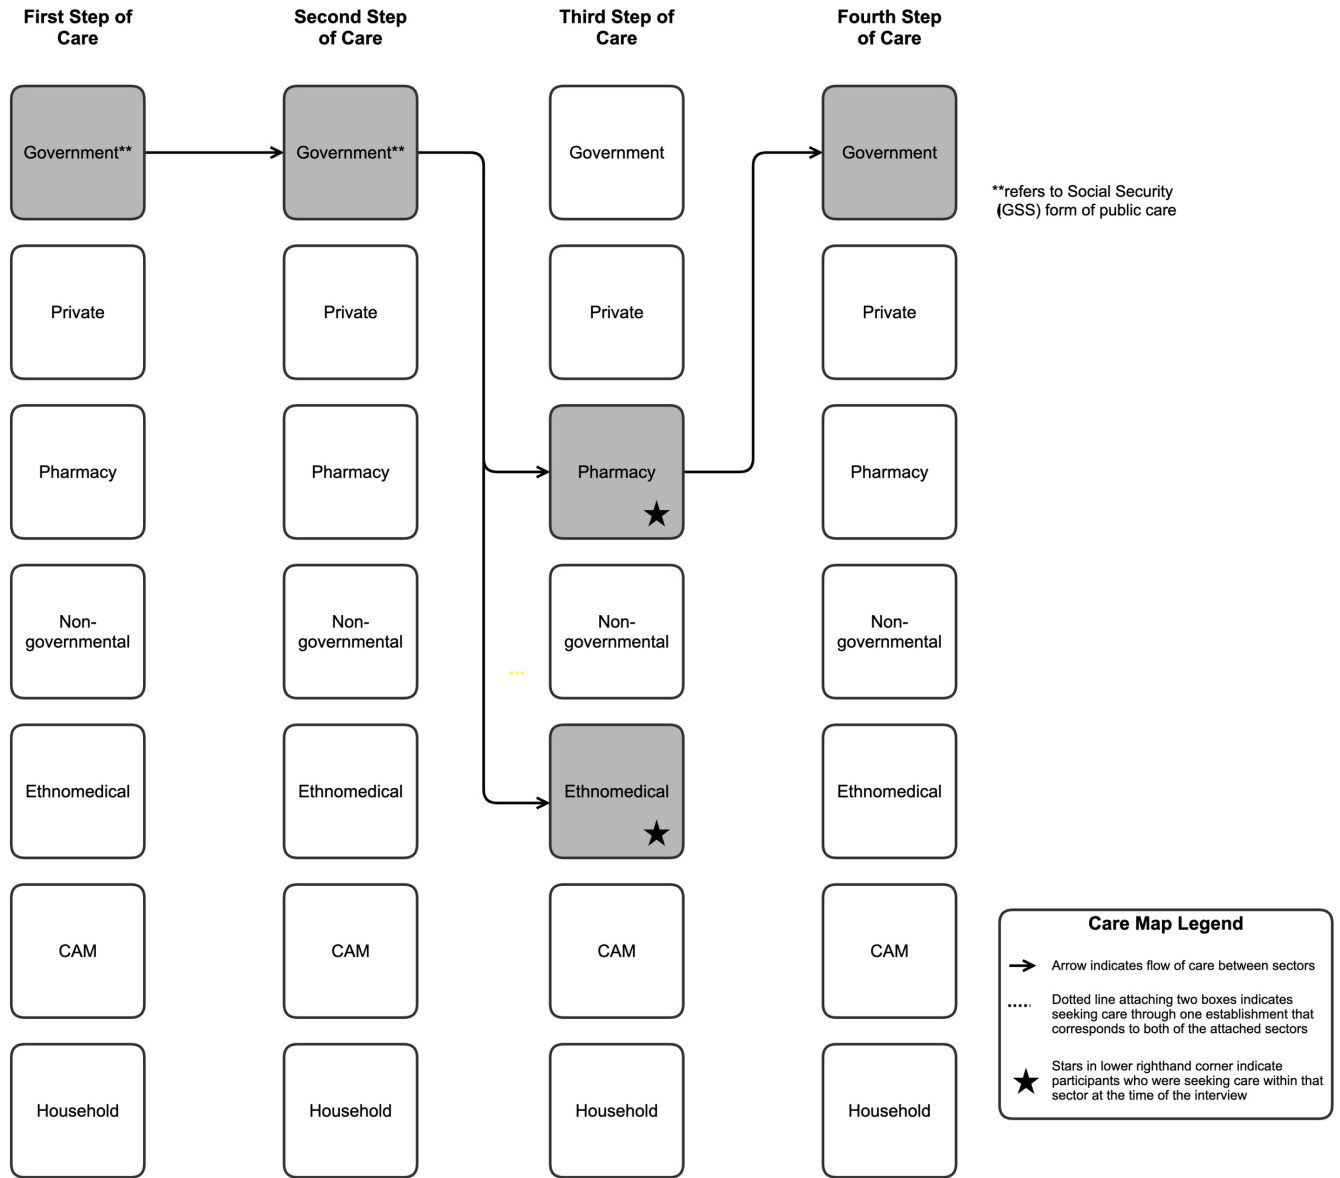 First Step of
Care
Second Step
of Care
Third Step of
Care
Fourth Step
of Care
Government**
Government**
Government
Government
**refers to Social Security
(GSS) form of public care
Private
Private
Private
Private
Pharmacy
Pharmacy
Pharmacy
Pharmacy
Non-
governmental
Non-
governmental
Non-
governmental
Non-
governmental
...
Ethnomedical
Ethnomedical
Ethnomedical
Ethnomedical
CAM
CAM
CAM
CAM
Household
Household
Household
Household
Care Map Legend
Arrow indicates flow of care between sectors
Dotted line attaching two boxes indicates
seeking care through one establishment that
corresponds to both of the attached sectors
Stars in lower righthand corner indicate
participants who were seeking care within that
sector at the time of the interview